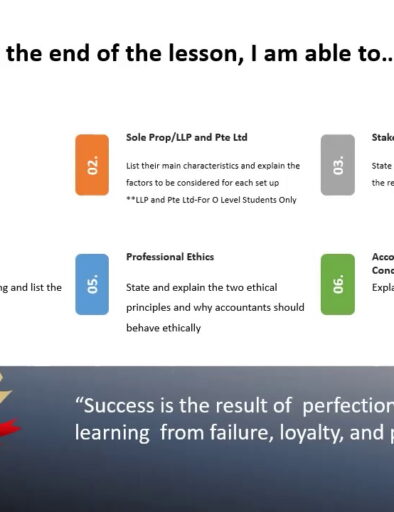 the end of the lesson, I am able to..
Sole Prop/LLP and Pte Ltd
02.
List their main characteristics and explain the
factors to be considered for each set up
**LLP and Pte Ltd-For O Level Students Only
Stake
03.
State
the re
ng and list the
Professional Ethics
05.
State and explain the two ethical
principles and why accountants should
behave ethically
Acco
Conc
06.
Expla
“Success is the result of perfection
learning from failure, loyalty, and p